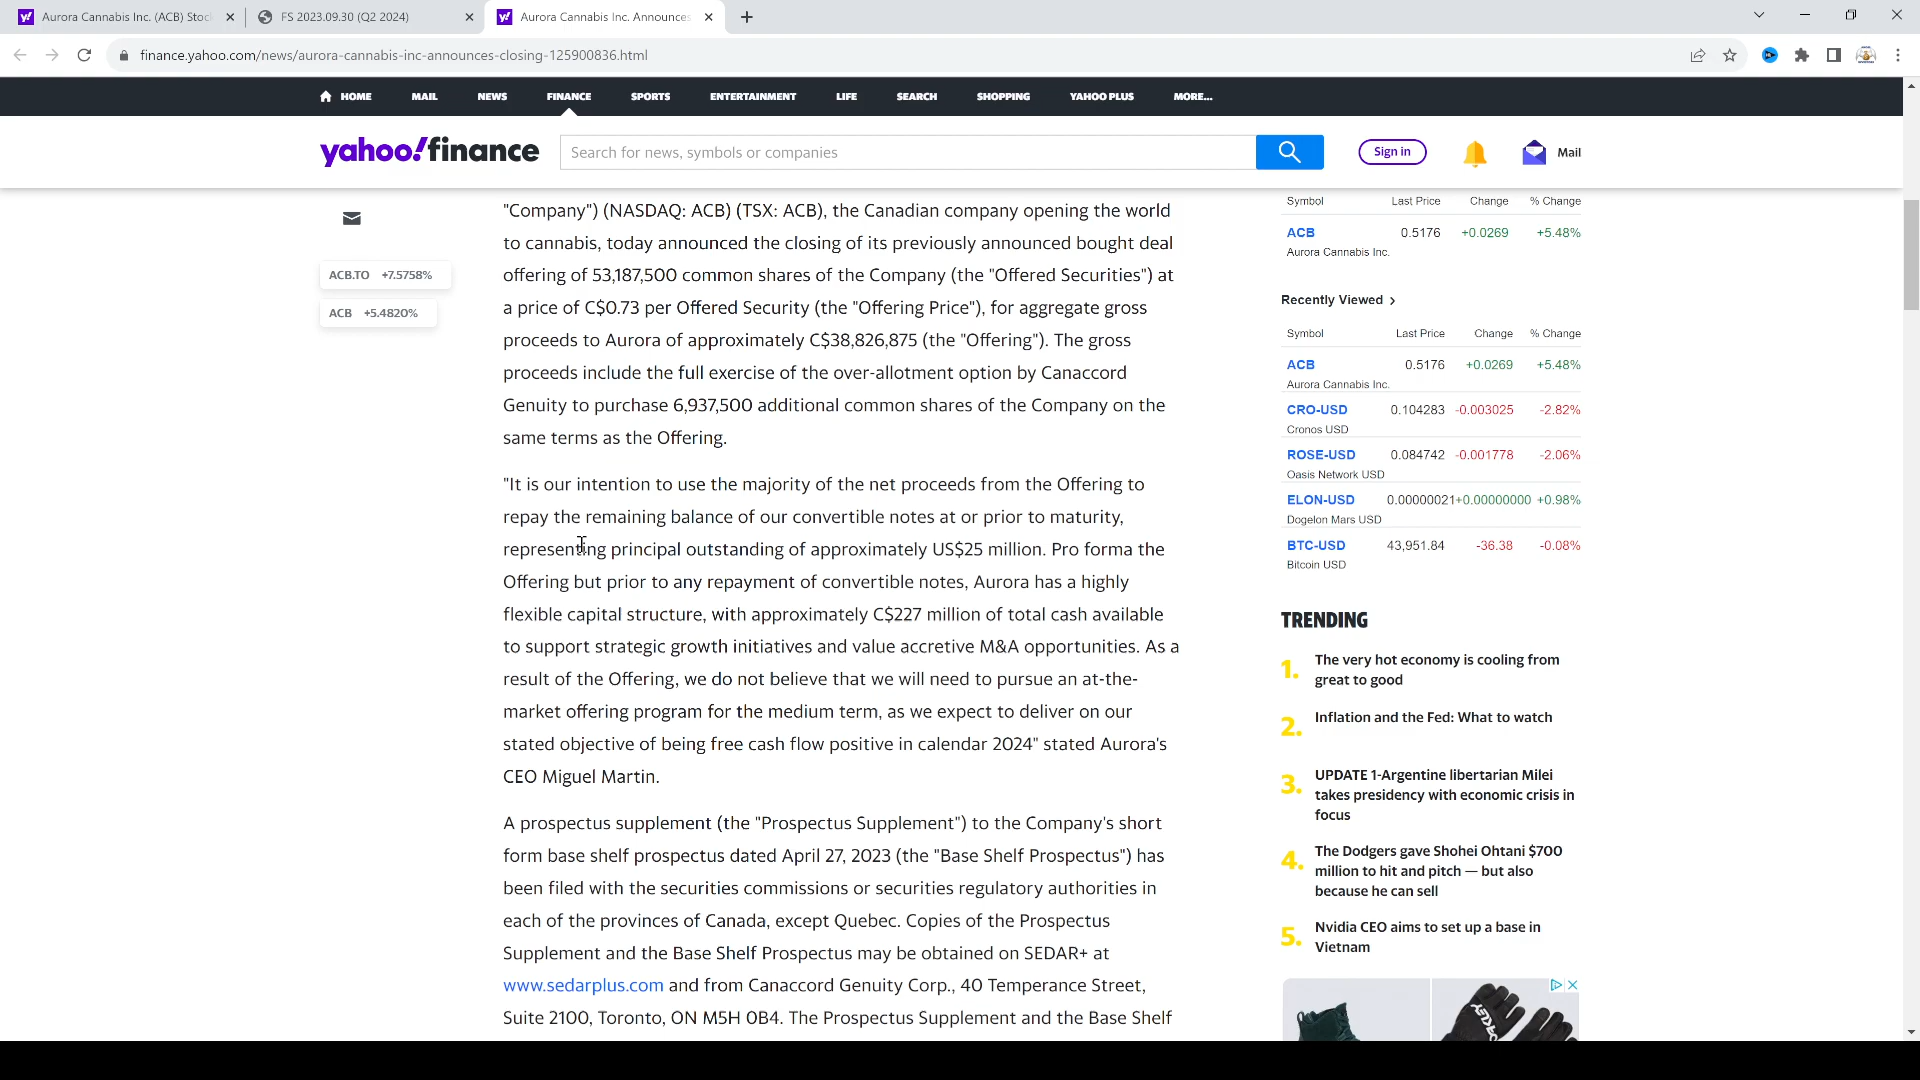 Aurora Cannabis Inc. (ACB) Stoc
FS 2023.09.30 (Q2 2024)
Aurora Cannabis Inc. Announces
finance.yahoo.com/news/aurora-cannabis-inc-announces-closing-125900836.html
HOME MAIL NEWS FINANCE SPORTS ENTERTAINMENT LIFE SEARCH SHOPPING YAHOO PLUS MORE...
yahoo!finance
Search for news, symbols or companies
Sign in
Mail
ACB.TO +7.5758%
ACB +5.4820%
"Company") (NASDAQ: ACB) (TSX: ACB), the Canadian company opening the world
to cannabis, today announced the closing of its previously announced bought deal
offering of 53,187,500 common shares of the Company (the "Offered Securities") at
a price of C$0.73 per Offered Security (the "Offering Price"), for aggregate gross
proceeds to Aurora of approximately C$38,826,875 (the "Offering"). The gross
proceeds include the full exercise of the over-allotment option by Canaccord
Genuity to purchase 6,937,500 additional common shares of the Company on the
same terms as the Offering.
"It is our intention to use the majority of the net proceeds from the Offering to
repay the remaining balance of our convertible notes at or prior to maturity,
representing principal outstanding of approximately US$25 million. Pro forma the
Offering but prior to any repayment of convertible notes, Aurora has a highly
flexible capital structure, with approximately C$227 million of total cash available
to support strategic growth initiatives and value accretive M&A opportunities. As a
result of the Offering, we do not believe that we will need to pursue an at-the-
market offering program for the medium term, as we expect to deliver on our
stated objective of being free cash flow positive in calendar 2024" stated Aurora's
CEO Miguel Martin.
A prospectus supplement (the "Prospectus Supplement") to the Company's short
form base shelf prospectus dated April 27, 2023 (the "Base Shelf Prospectus") has
been filed with the securities commissions or securities regulatory authorities in
each of the provinces of Canada, except Quebec. Copies of the Prospectus
Supplement and the Base Shelf Prospectus may be obtained on SEDAR+ at
www.sedarplus.com and from Canaccord Genuity Corp., 40 Temperance Street,
Suite 2100, Toronto, ON M5H 0B4. The Prospectus Supplement and the Base Shelf
Symbol Last Price Change % Change
ACB 0.5176 +0.0269 +5.48%
Aurora Cannabis Inc.
Recently Viewed
Symbol Last Price Change % Change
ACB 0.5176 +0.0269 +5.48%
Aurora Cannabis Inc.
CRO-USD 0.104283 -0.003025 -2.82%
Cronos USD
ROSE-USD 0.084742 -0.001778 -2.06%
Oasis Network USD
ELON-USD 0.00000021+0.00000000 +0.98%
Dogelon Mars USD
BTC-USD 43,951.84 -36.38 -0.08%
Bitcoin USD
TRENDING
1. The very hot economy is cooling from
great to good
2. Inflation and the Fed: What to watch
3. UPDATE 1-Argentine libertarian Milei
takes presidency with economic crisis in
focus
4. The Dodgers gave Shohei Ohtani $700
million to hit and pitch — but also
because he can sell
5. Nvidia CEO aims to set up a base in
Vietnam
OAKLEY